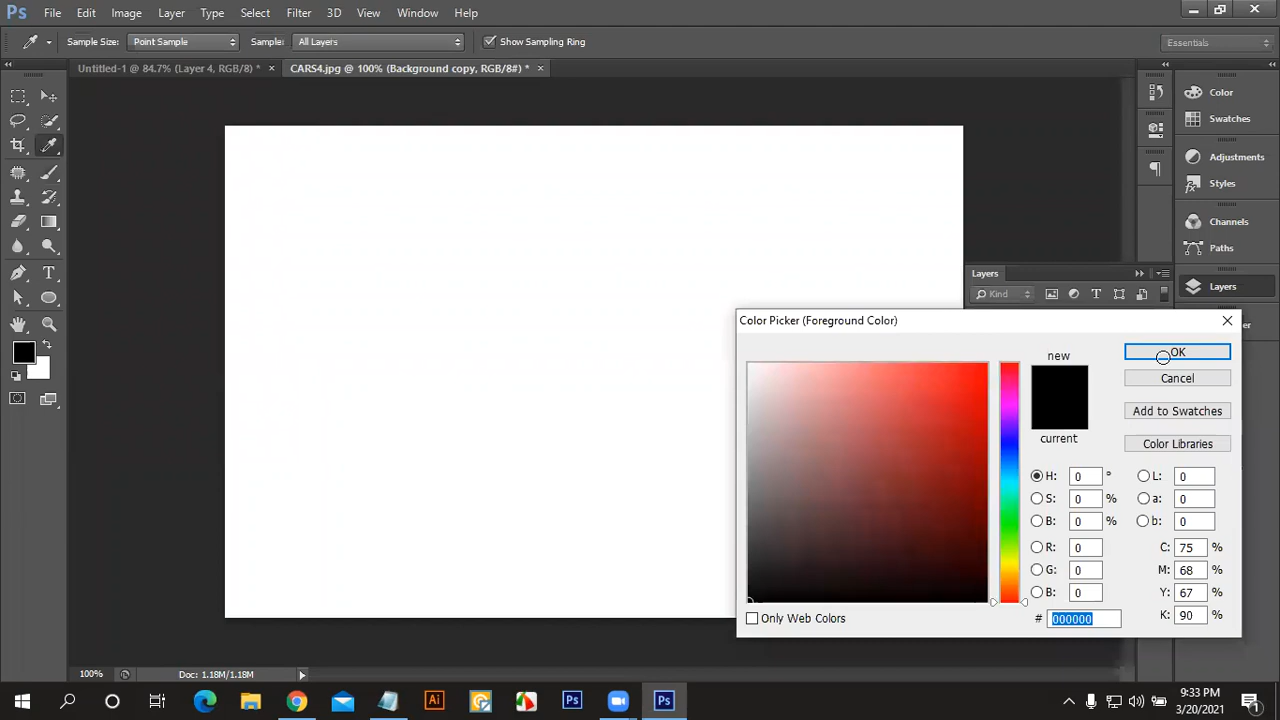 Ps File Edit Image Layer Type Select Filter 3D View Window Help
Sample Size: Point Sample Sample: All Layers Show Sampling Ring Essentials
Untitled-1 @ 84.7% (Layer 4, RGB/8) * × CARS4.jpg @ 100% (Background copy, RGB/8#) * ×
Color
Swatches
Adjustments
Styles
Channels
Paths
Layers
Layers
Kind
Color Picker (Foreground Color)
new
current
OK
Cancel
Add to Swatches
Color Libraries
H: 0 ° L: 0
S: 0 % a: 0
B: 0 % b: 0
R: 0 C: 75 %
G: 0 M: 68 %
B: 0 Y: 67 %
# 000000 K: 90 %
Only Web Colors
100% Doc: 1.18M/1.18M
Ai Ps Ps
9:33 PM
3/20/2021
1